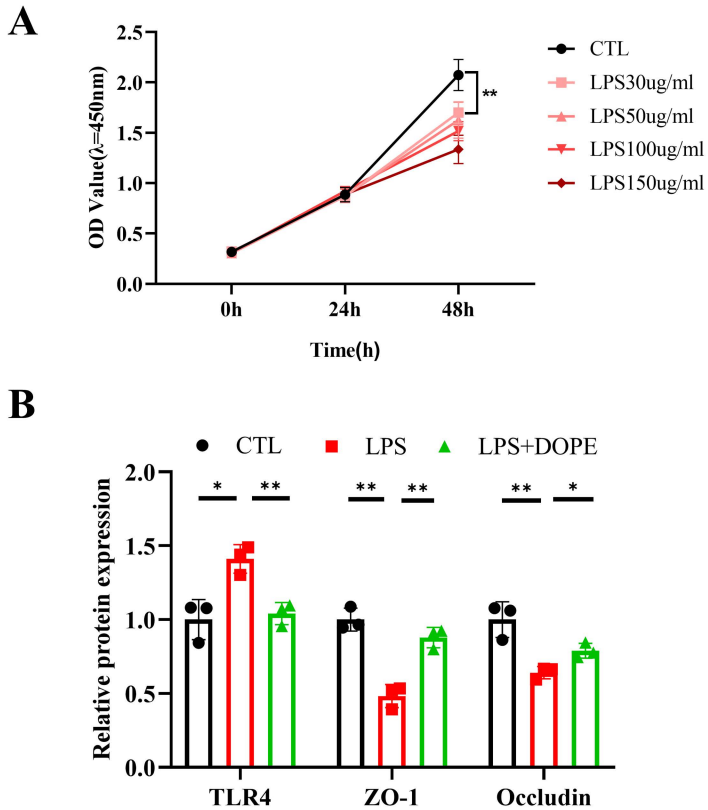 A
OD Value(λ=450nm)
2.5
2.0
1.5
1.0
0.5
0.0
0h
24h
48h
Time(h)
**
CTL
LPS30ug/ml
LPS50ug/ml
LPS100ug/ml
LPS150ug/ml
B
CTL
LPS
LPS+DOPE
Relative protein expression
2.0
1.5
1.0
0.5
0.0
*
**
**
**
**
*
TLR4
ZO-1
Occludin